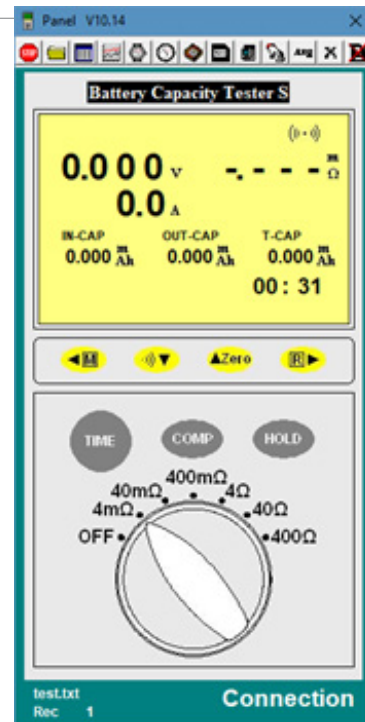 Panel V10.14
STOP
Battery Capacity Tester S
0.000 V -.--- mΩ
0.0 A
IN-CAP OUT-CAP T-CAP
0.000 mAh 0.000 mAh 0.000 mAh
00:31
◀M ▼ ▲Zero R▶
TIME COMP HOLD
400mΩ
40mΩ 4Ω
4mΩ 40Ω
OFF 400Ω
test.txt
Rec 1 Connection